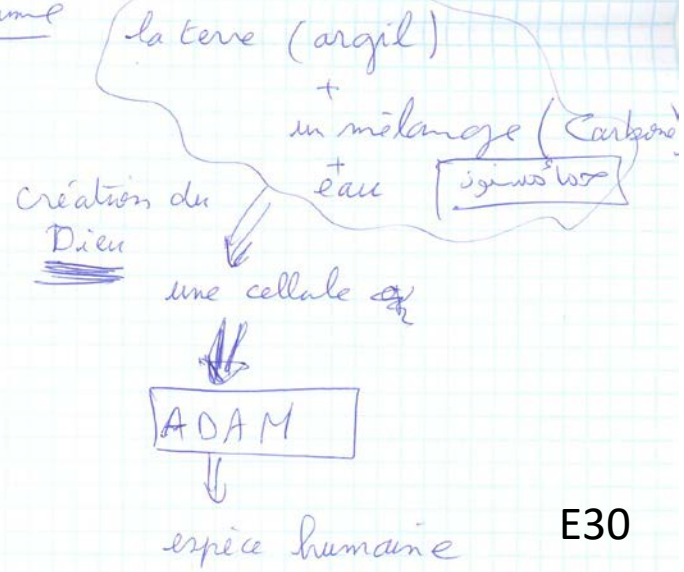 la terre (argil)
+
un mélange (Carbone)
+
eau حمأ مسنون
création du
Dieu
une cellule
ADAM
espèce humaine
E30